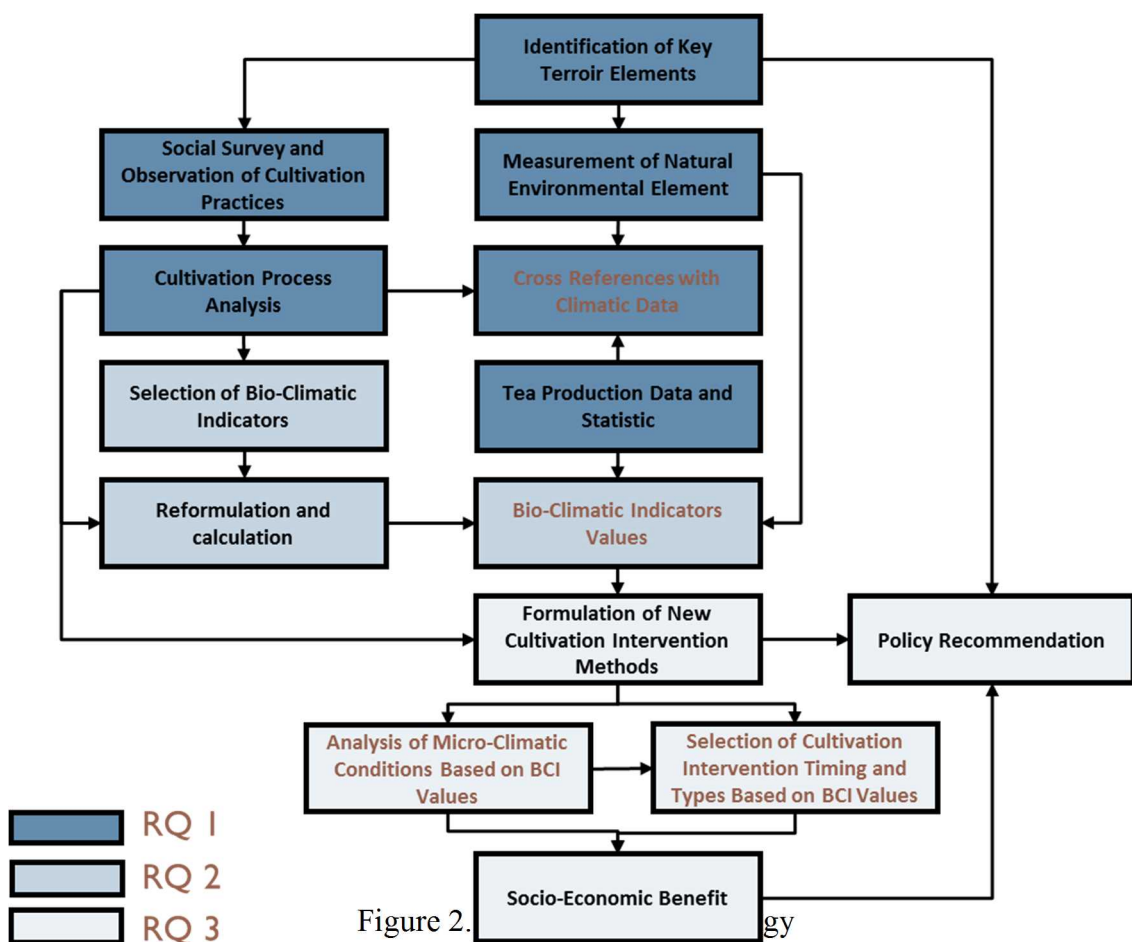 Identification of Key
Terroir Elements
Social Survey and
Observation of Cultivation
Practices
Measurement of Natural
Environmental Element
Cultivation Process
Analysis
Cross References with
Climatic Data
Selection of Bio-Climatic
Indicators
Tea Production Data and
Statistic
Reformulation and
calculation
Bio-Climatic Indicators
Values
Formulation of New
Cultivation Intervention
Methods
Policy Recommendation
Analysis of Micro-Climatic
Conditions Based on BCI
Values
Selection of Cultivation
Intervention Timing and
Types Based on BCI Values
Socio-Economic Benefit
RQ 1
RQ 2
RQ 3
Figure 2. gy